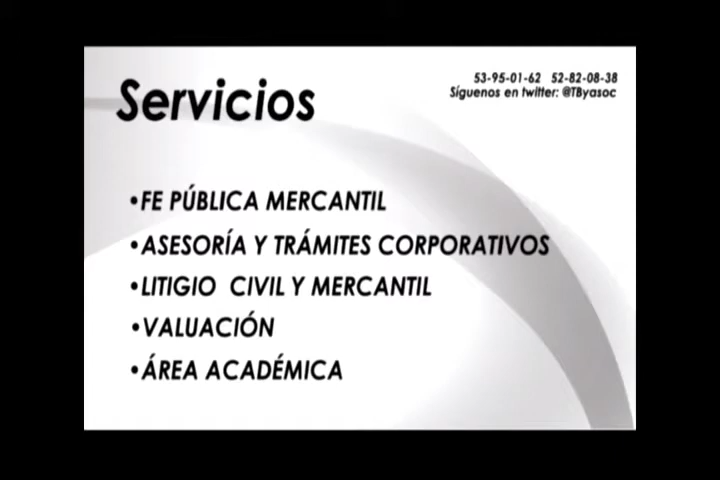 Servicios
53-95-01-62 52-82-08-38
Síguenos en twitter: @TByasoc
•FE PÚBLICA MERCANTIL
•ASESORÍA Y TRÁMITES CORPORATIVOS
•LITIGIO CIVIL Y MERCANTIL
•VALUACIÓN
•ÁREA ACADÉMICA